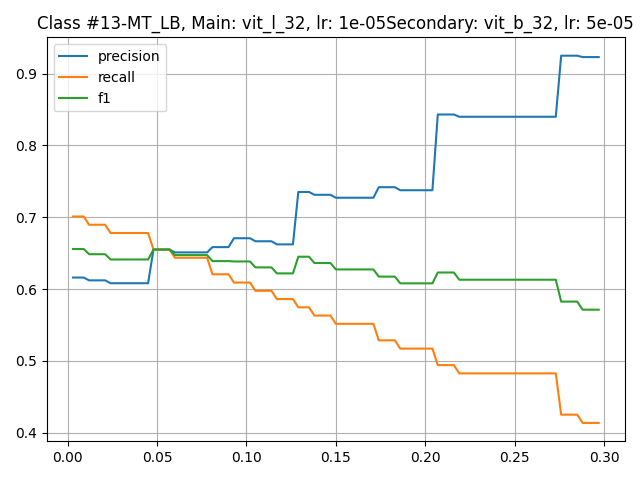 Class #13-MT_LB, Main: vit_l_32, lr: 1e-05Secondary: vit_b_32, lr: 5e-05
precision
recall
f1
0.9
0.8
0.7
0.6
0.5
0.4
0.00 0.05 0.10 0.15 0.20 0.25 0.30